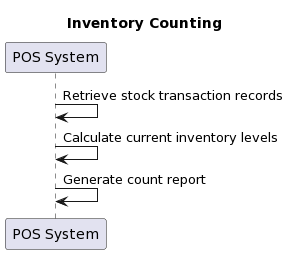 Inventory Counting
POS System
Retrieve stock transaction records
Calculate current inventory levels
Generate count report
POS System